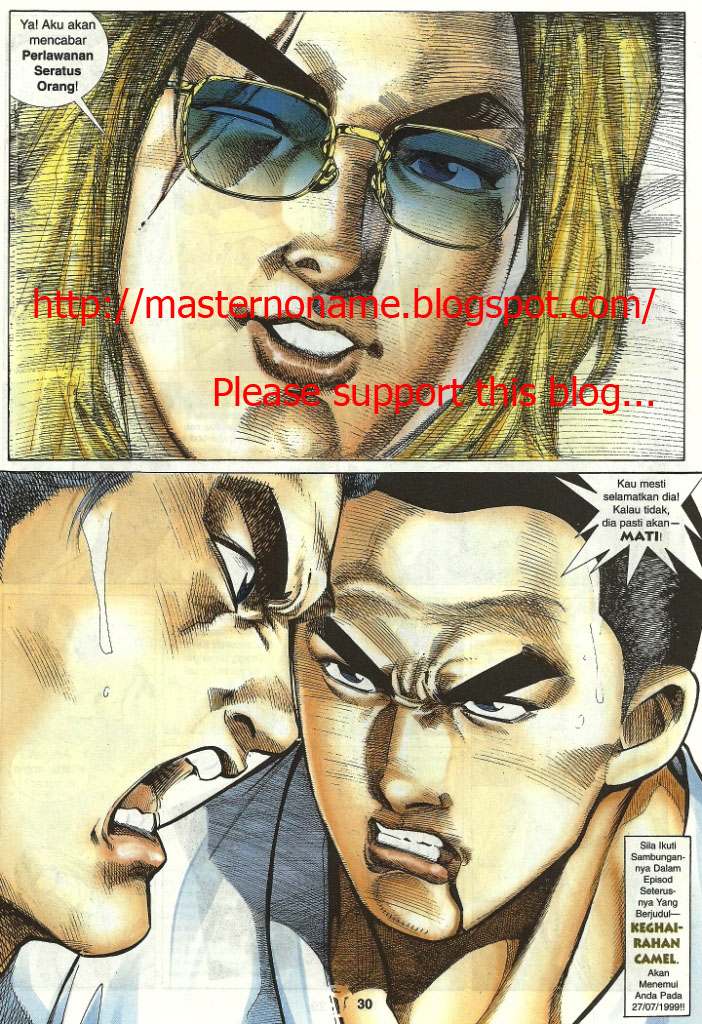 Ya! Aku akan
mencabar
Perlawanan
Seratus
Orang!
http://masternoname.blogspot.com/
Please support this blog...
Kau mesti
selamatkan dia!
Kalau tidak,
dia pasti akan—
MATI!
Sila Ikuti
Sambungan-
nya Dalam
Episod
Seterus-
nya Yang
Berjudul—
KEGHAI-
RAHAN
CAMEL.
Akan
Menemui
Anda Pada
27/07/1999!!
30